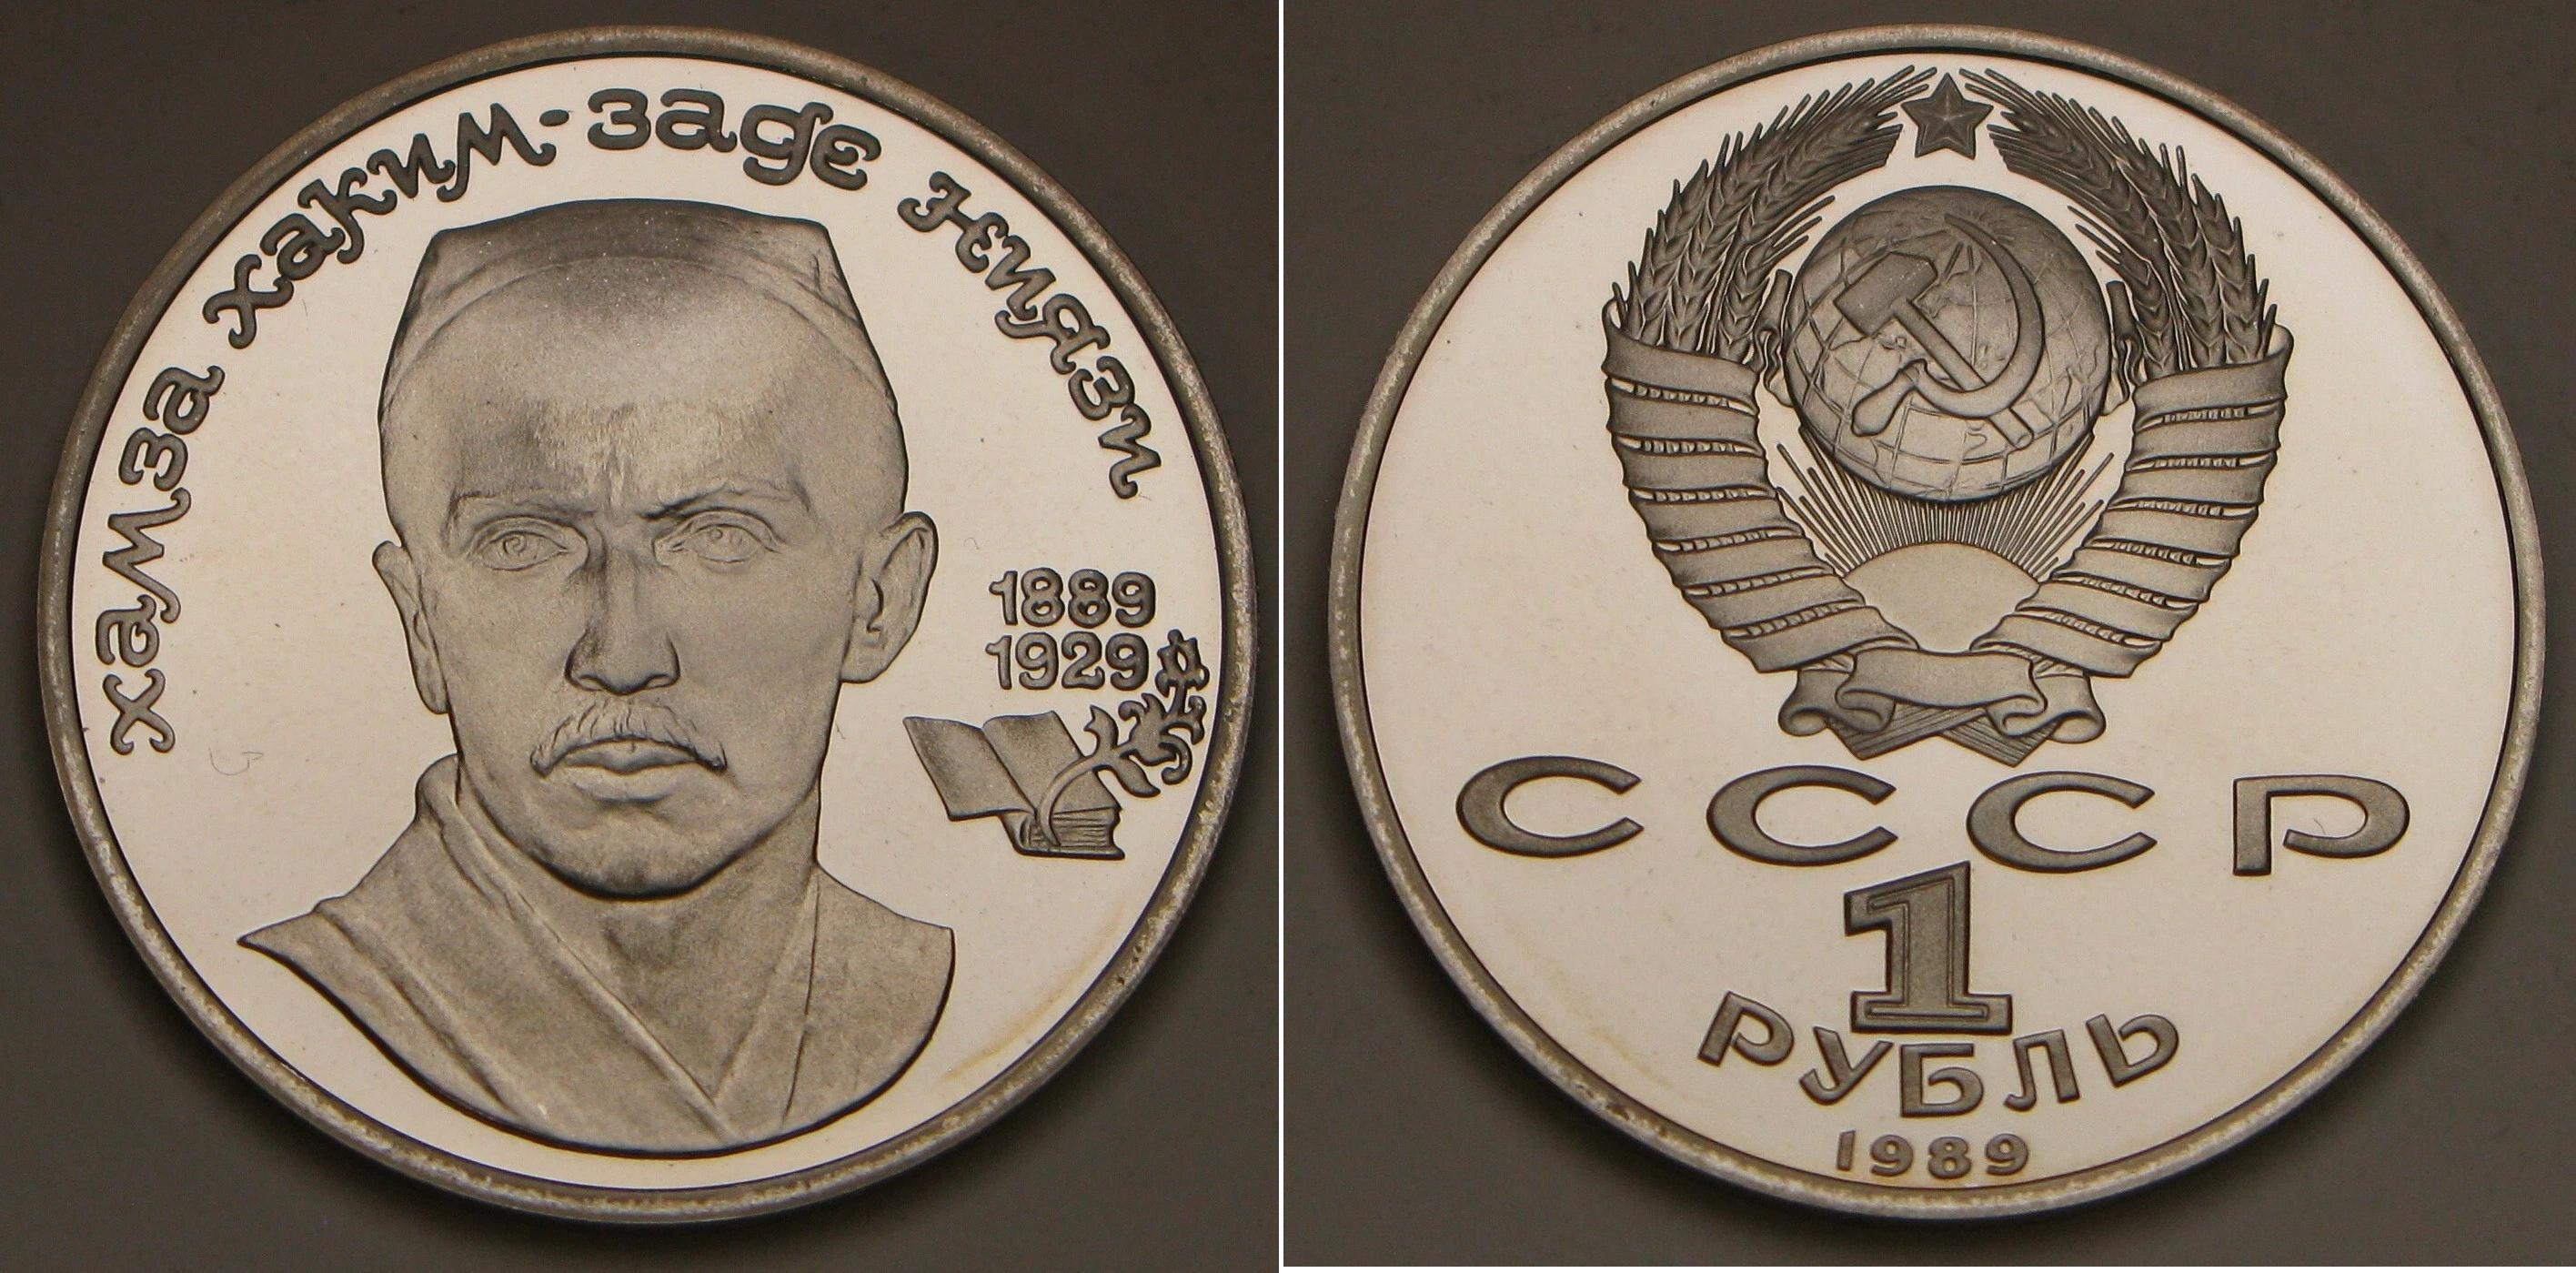 хамза хаким-заде ниязи
1889
1929
СССР
1
РУБЛЬ
1989